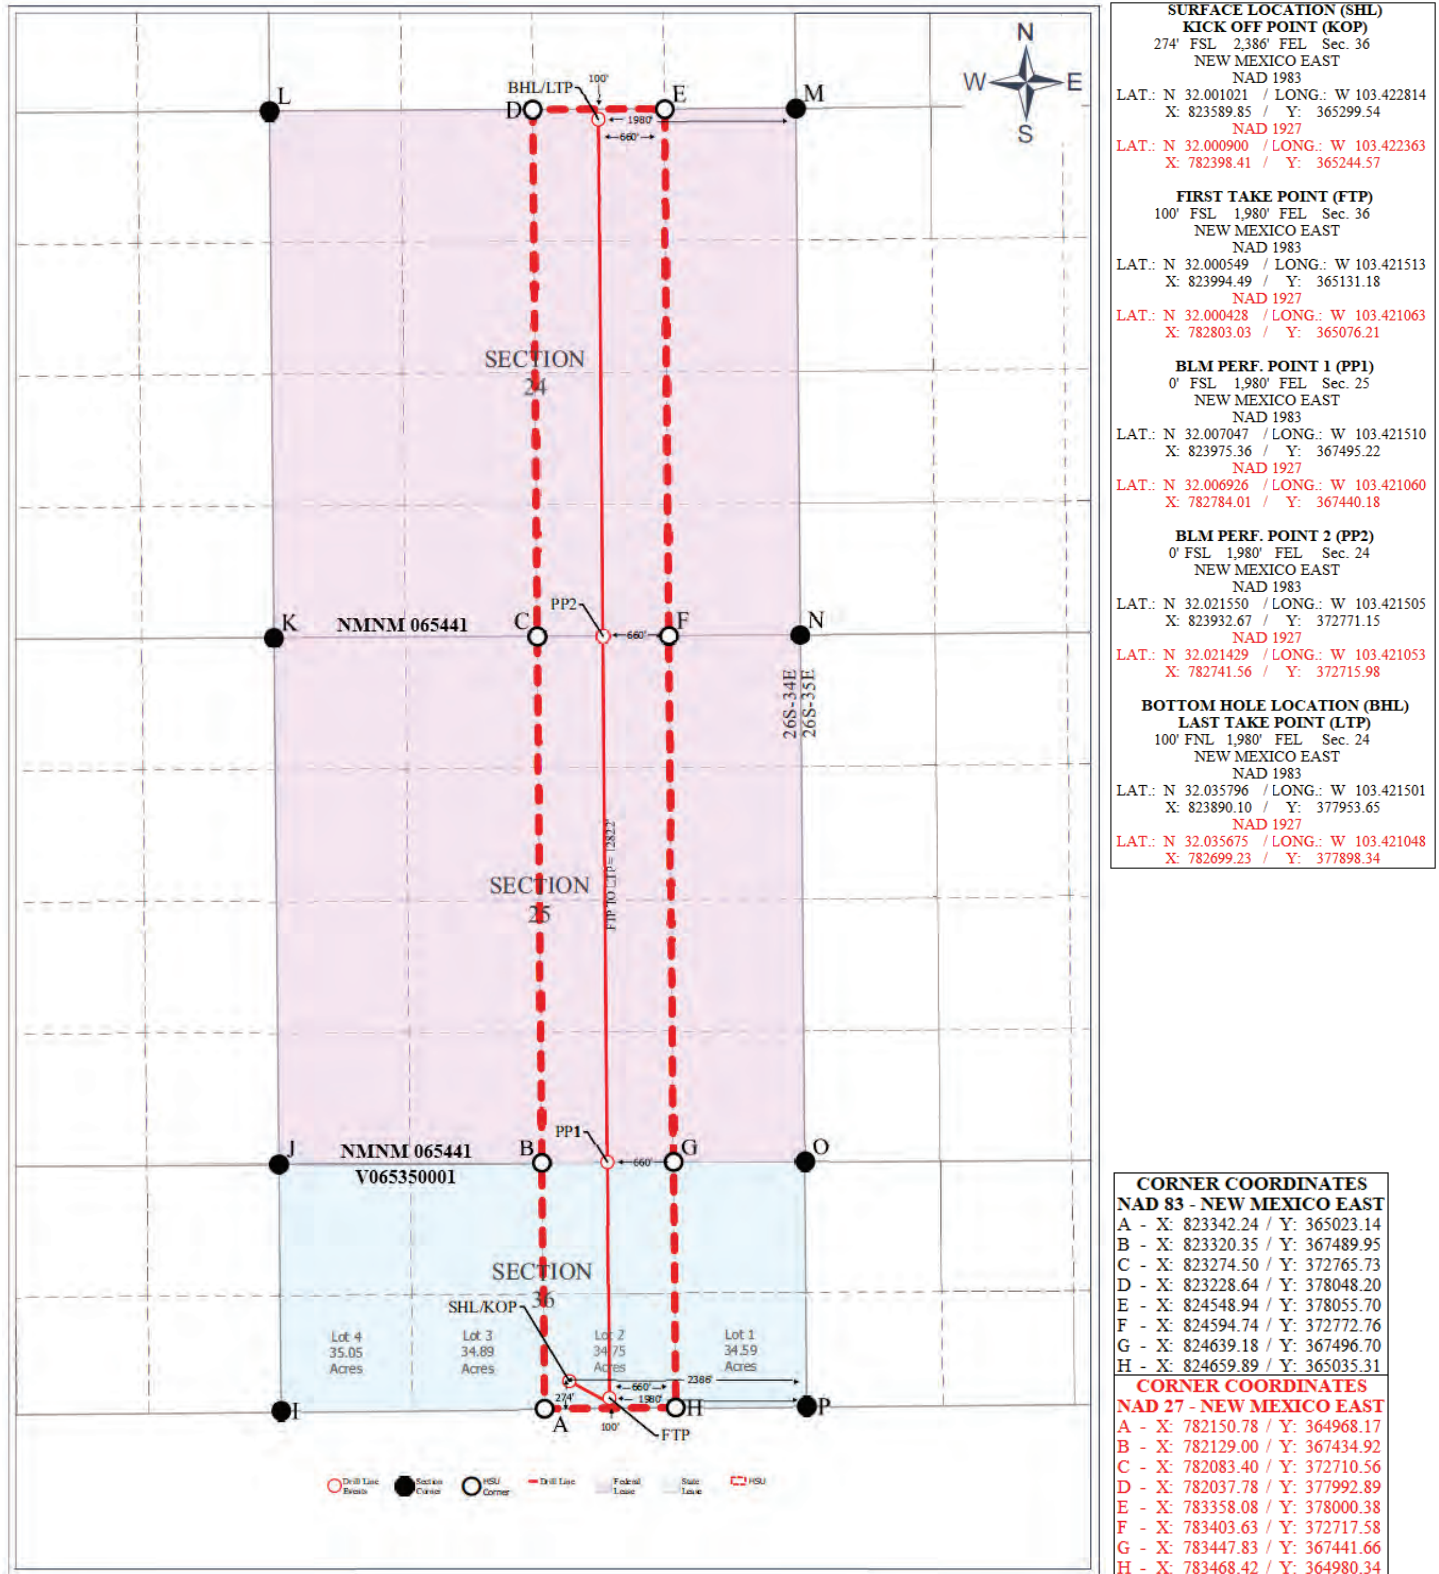 N
W E
S
L
BHL/LTP
100'
D
E
M
1980'
660'
SECTION
24
K
NMNM 065441
C
PP2
660'
F
N
26S-34E
26S-35E
FTP TO LTP = 12822'
SECTION
25
J
NMNM 065441
V065350001
B
PP1
660'
G
O
SECTION
36
SHL/KOP
Lot 4
35.05
Acres
Lot 3
34.89
Acres
Lot 2
34.75
Acres
Lot 1
34.59
Acres
2386'
660'
1980'
274'
100'
I
A
H
P
FTP
Drill Line
Events
Section
Corner
HSU
Corner
Drill Line
Federal
Lease
State
Lease
HSU
SURFACE LOCATION (SHL)
KICK OFF POINT (KOP)
274' FSL 2,386' FEL Sec. 36
NEW MEXICO EAST
NAD 1983
LAT.: N 32.001021 / LONG.: W 103.422814
X: 823589.85 / Y: 365299.54
NAD 1927
LAT.: N 32.000900 / LONG.: W 103.422363
X: 782398.41 / Y: 365244.57
FIRST TAKE POINT (FTP)
100' FSL 1,980' FEL Sec. 36
NEW MEXICO EAST
NAD 1983
LAT.: N 32.000549 / LONG.: W 103.421513
X: 823994.49 / Y: 365131.18
NAD 1927
LAT.: N 32.000428 / LONG.: W 103.421063
X: 782803.03 / Y: 365076.21
BLM PERF. POINT 1 (PP1)
0' FSL 1,980' FEL Sec. 25
NEW MEXICO EAST
NAD 1983
LAT.: N 32.007047 / LONG.: W 103.421510
X: 823975.36 / Y: 367495.22
NAD 1927
LAT.: N 32.006926 / LONG.: W 103.421060
X: 782784.01 / Y: 367440.18
BLM PERF. POINT 2 (PP2)
0' FSL 1,980' FEL Sec. 24
NEW MEXICO EAST
NAD 1983
LAT.: N 32.021550 / LONG.: W 103.421505
X: 823932.67 / Y: 372771.15
NAD 1927
LAT.: N 32.021429 / LONG.: W 103.421053
X: 782741.56 / Y: 372715.98
BOTTOM HOLE LOCATION (BHL)
LAST TAKE POINT (LTP)
100' FNL 1,980' FEL Sec. 24
NEW MEXICO EAST
NAD 1983
LAT.: N 32.035796 / LONG.: W 103.421501
X: 823890.10 / Y: 377953.65
NAD 1927
LAT.: N 32.035675 / LONG.: W 103.421048
X: 782699.23 / Y: 377898.34
CORNER COORDINATES
NAD 83 - NEW MEXICO EAST
A - X: 823342.24 / Y: 365023.14
B - X: 823320.35 / Y: 367489.95
C - X: 823274.50 / Y: 372765.73
D - X: 823228.64 / Y: 378048.20
E - X: 824548.94 / Y: 378055.70
F - X: 824594.74 / Y: 372772.76
G - X: 824639.18 / Y: 367496.70
H - X: 824659.89 / Y: 365035.31
CORNER COORDINATES
NAD 27 - NEW MEXICO EAST
A - X: 782150.78 / Y: 364968.17
B - X: 782129.00 / Y: 367434.92
C - X: 782083.40 / Y: 372710.56
D - X: 782037.78 / Y: 377992.89
E - X: 783358.08 / Y: 378000.38
F - X: 783403.63 / Y: 372717.58
G - X: 783447.83 / Y: 367441.66
H - X: 783468.42 / Y: 364980.34